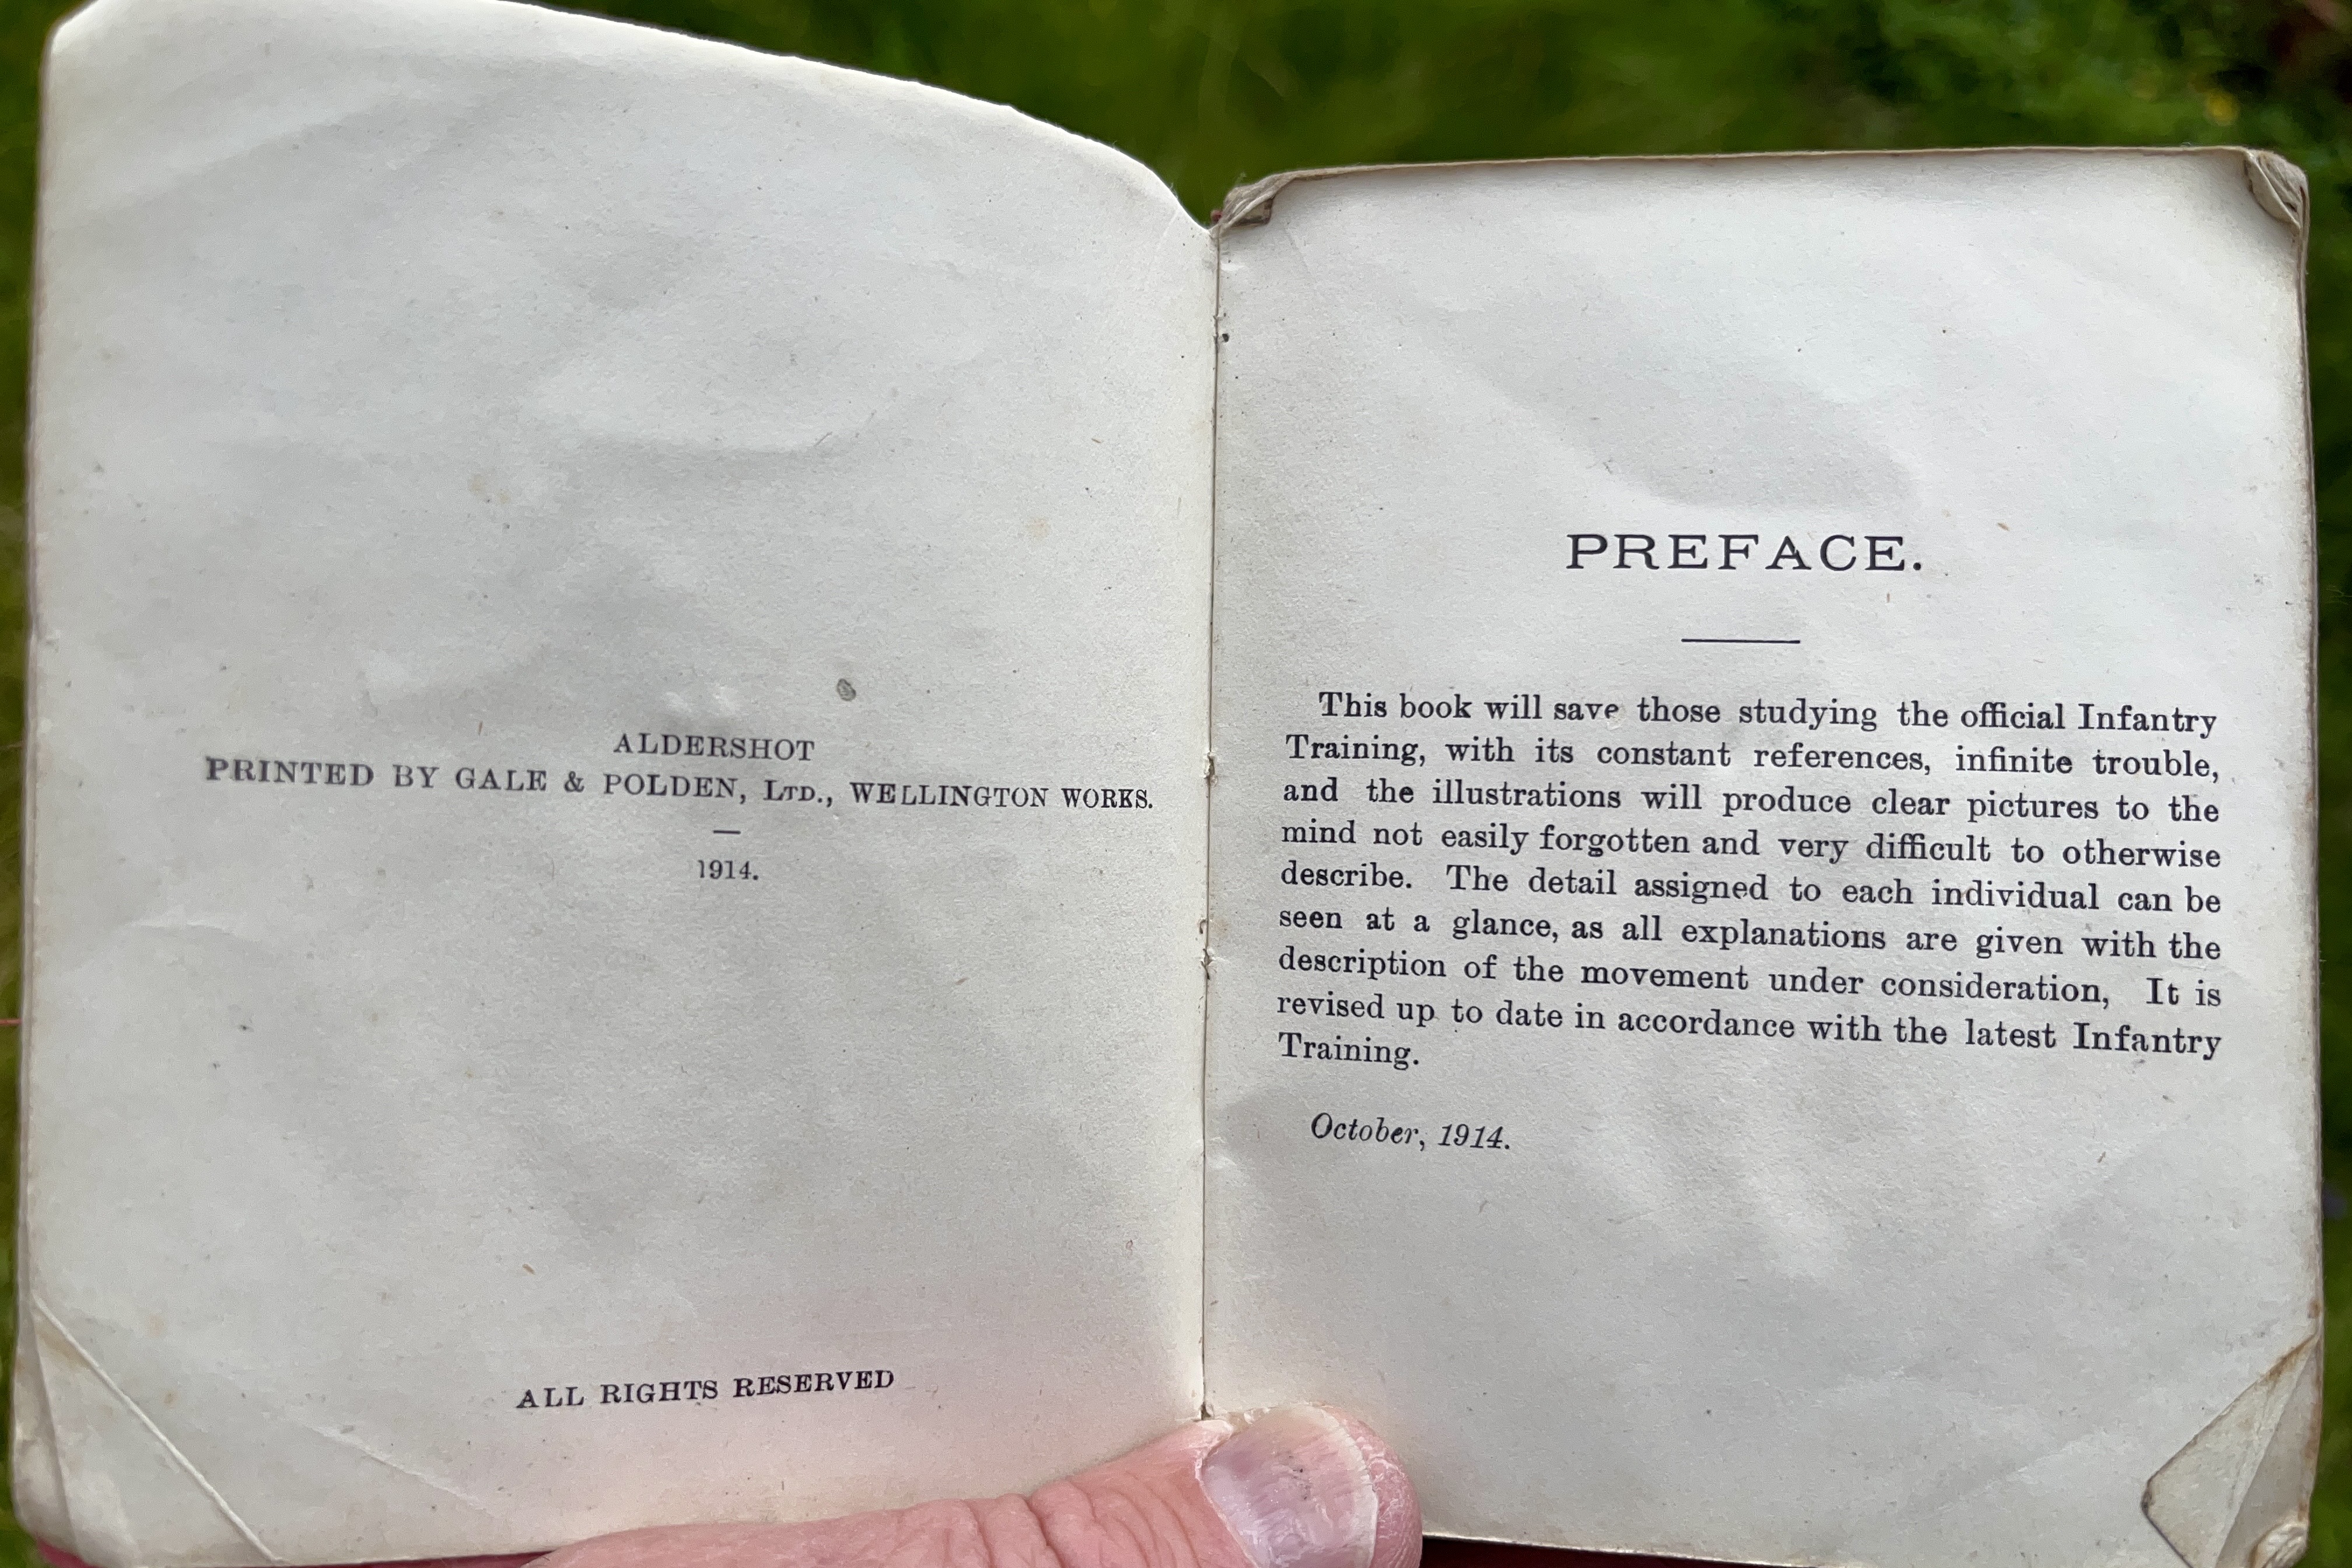 ALDERSHOT
PRINTED BY GALE & POLDEN, LTD., WELLINGTON WORKS.
—
1914.
ALL RIGHTS RESERVED
PREFACE.
This book will save those studying the official Infantry
Training, with its constant references, infinite trouble,
and the illustrations will produce clear pictures to the
mind not easily forgotten and very difficult to otherwise
describe. The detail assigned to each individual can be
seen at a glance, as all explanations are given with the
description of the movement under consideration, It is
revised up to date in accordance with the latest Infantry
Training.
October, 1914.